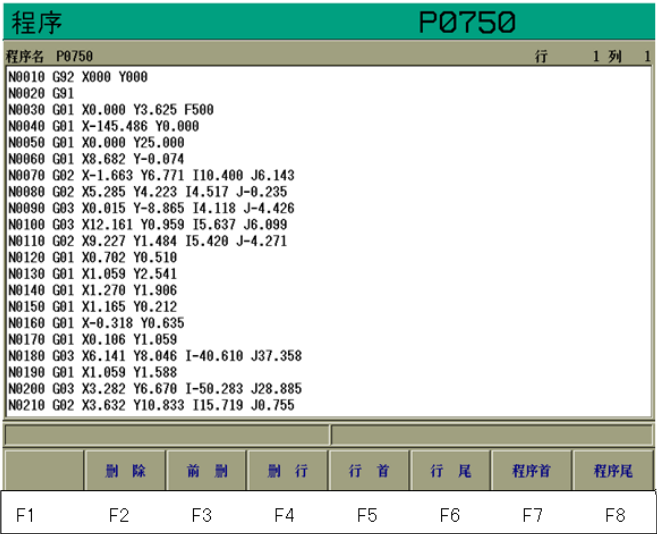 程序 P0750
程序名 P0750 行 1 列 1
N0010 G92 X000 Y000
N0020 G91
N0030 G01 X0.000 Y3.625 F500
N0040 G01 X-145.486 Y0.000
N0050 G01 X0.000 Y25.000
N0060 G01 X8.682 Y-0.074
N0070 G02 X-1.663 Y6.771 I10.400 J6.143
N0080 G02 X5.285 Y4.223 I4.517 J-0.235
N0090 G03 X0.015 Y-8.865 I4.118 J-4.426
N0100 G03 X12.161 Y0.959 I5.637 J6.099
N0110 G02 X9.227 Y1.484 I5.420 J-4.271
N0120 G01 X0.702 Y0.510
N0130 G01 X1.059 Y2.541
N0140 G01 X1.270 Y1.906
N0150 G01 X1.165 Y0.212
N0160 G01 X-0.318 Y0.635
N0170 G01 X0.106 Y1.059
N0180 G03 X6.141 Y8.046 I-40.610 J37.358
N0190 G01 X1.059 Y1.588
N0200 G03 X3.282 Y6.670 I-50.283 J28.885
N0210 G02 X3.632 Y10.833 I15.719 J0.755
删 除 前 删 删 行 行 首 行 尾 程序首 程序尾
F1 F2 F3 F4 F5 F6 F7 F8